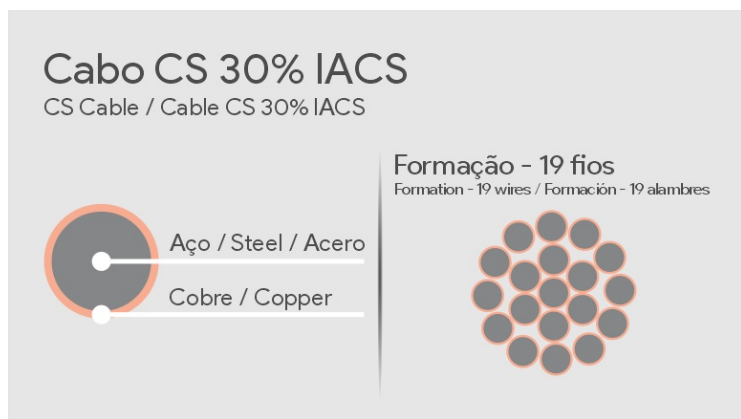 Cabo CS 30% IACS
CS Cable / Cable CS 30% IACS
Aço / Steel / Acero
Cobre / Copper
Formação - 19 fios
Formation - 19 wires / Formación - 19 alambres